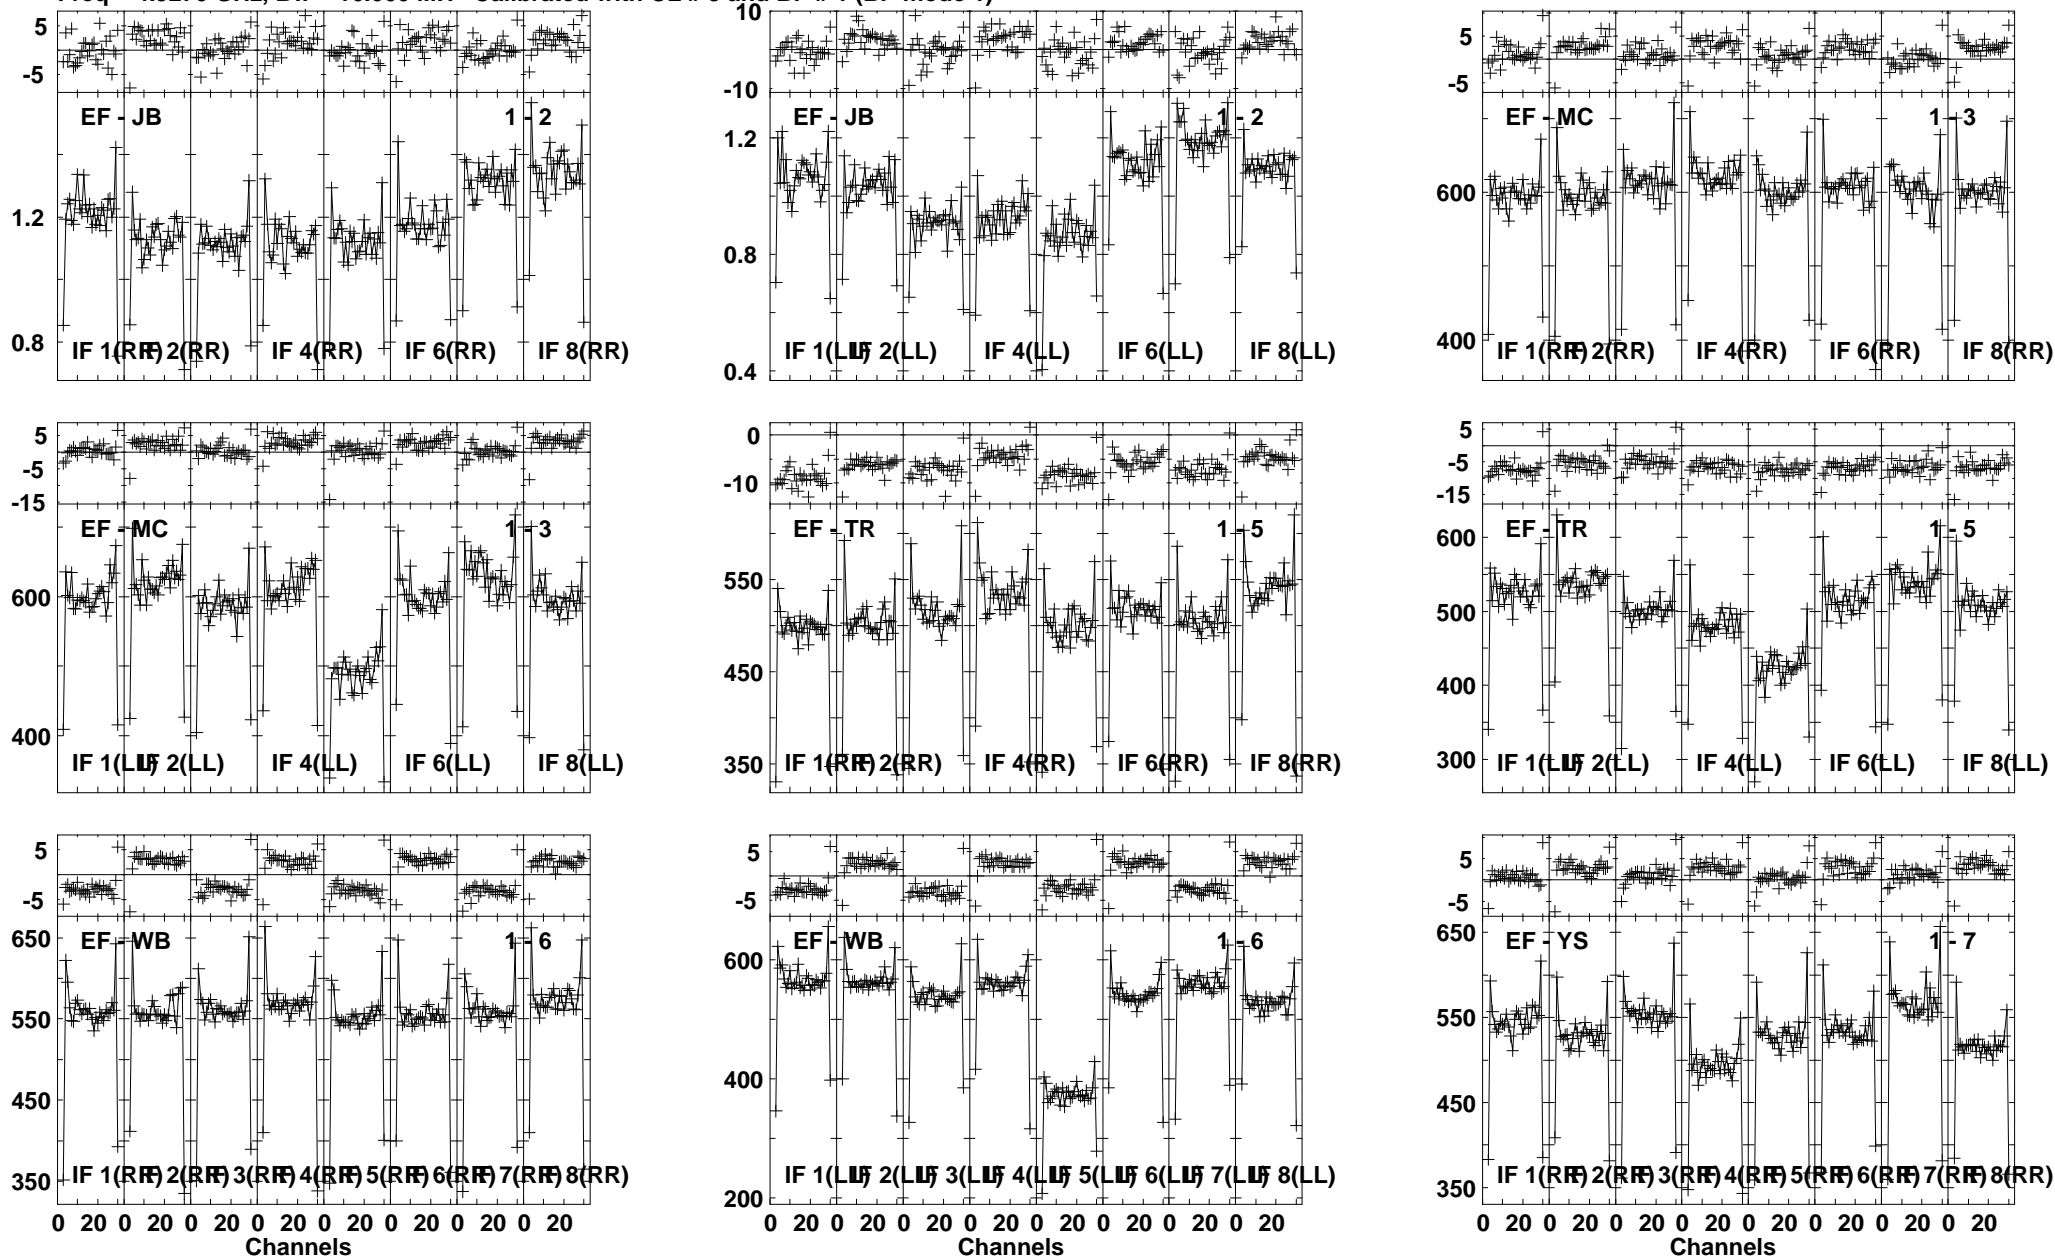 5
-5
EF - JB
1 - 2
1.2
0.8
IF 1(RR) IF 2(RR) IF 4(RR) IF 6(RR) IF 8(RR)
10
-10
EF - JB
1 - 2
1.2
0.8
0.4
IF 1(LL) IF 2(LL) IF 4(LL) IF 6(LL) IF 8(LL)
5
-5
EF - MC
1 - 3
600
400
IF 1(RR) IF 2(RR) IF 4(RR) IF 6(RR) IF 8(RR)
5
-5
-15
EF - MC
1 - 3
600
400
IF 1(LL) IF 2(LL) IF 4(LL) IF 6(LL) IF 8(LL)
0
-10
EF - TR
1 - 5
550
450
350
IF 1(RR) IF 2(RR) IF 4(RR) IF 6(RR) IF 8(RR)
5
-5
-15
EF - TR
1 - 5
600
500
400
300
IF 1(LL) IF 2(LL) IF 4(LL) IF 6(LL) IF 8(LL)
5
-5
EF - WB
1 - 6
650
550
450
350
IF 1(RR) IF 2(RR) IF 3(RR) IF 4(RR) IF 5(RR) IF 6(RR) IF 7(RR) IF 8(RR)
0 20 0 20 0 20 0 20 0 20 0 20 0 20 0 20
Channels
5
-5
EF - WB
1 - 6
600
400
200
IF 1(LL) IF 2(LL) IF 3(LL) IF 4(LL) IF 5(LL) IF 6(LL) IF 7(LL) IF 8(LL)
0 20 0 20 0 20 0 20 0 20 0 20 0 20 0 20
Channels
5
-5
EF - YS
1 - 7
650
550
450
350
IF 1(RR) IF 2(RR) IF 3(RR) IF 4(RR) IF 5(RR) IF 6(RR) IF 7(RR) IF 8(RR)
0 20 0 20 0 20 0 20 0 20 0 20 0 20 0 20
Channels